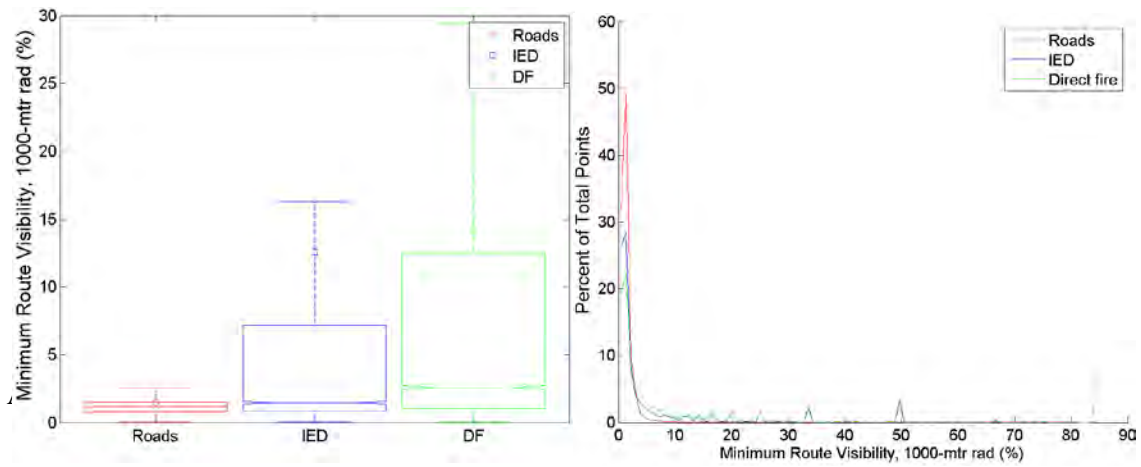 Minimum Route Visibility, 1000-mtr rad (%)
30
25
20
15
10
5
0
Roads
IED
DF
Roads
IED
DF
Percent of Total Points
60
50
40
30
20
10
0
Roads
IED
Direct fire
0
10
20
30
40
50
60
70
80
90
Minimum Route Visibility, 1000-mtr rad (%)